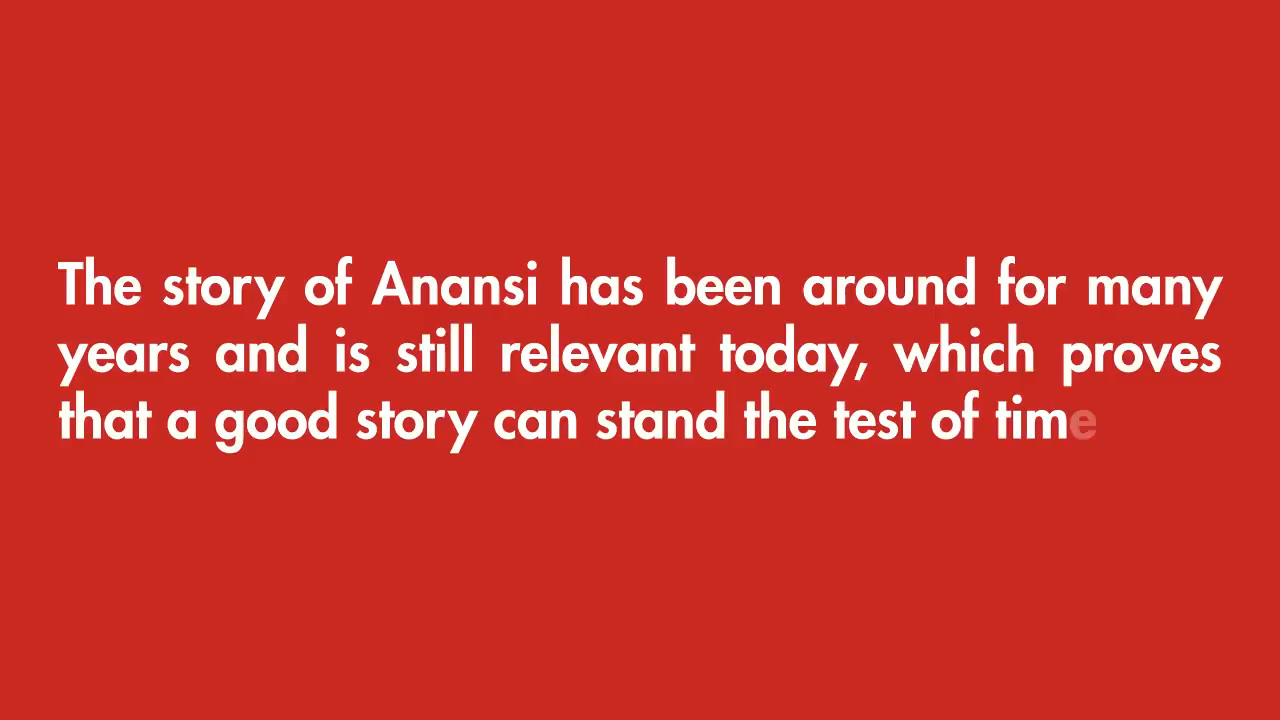 The story of Anansi has been around for many
years and is still relevant today, which proves
that a good story can stand the test of time